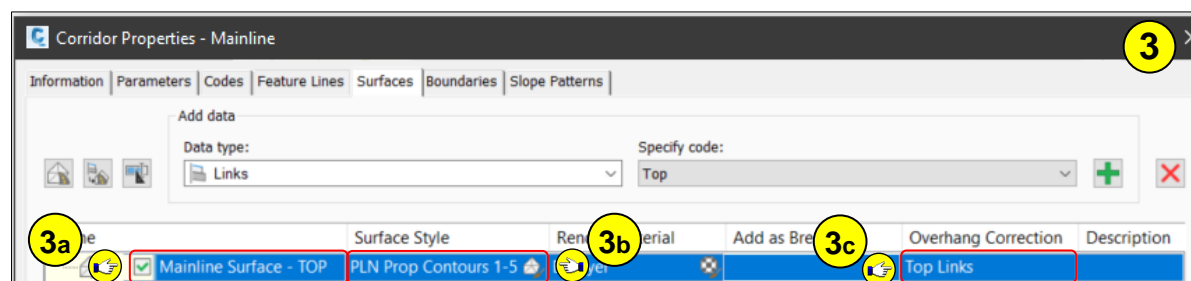 Corridor Properties - Mainline
3
Information Parameters Codes Feature Lines Surfaces Boundaries Slope Patterns
Add data
Data type:
Specify code:
Links
Top
3a
Surface Style
3b
Add as Bre
3c
Overhang Correction
Description
Mainline Surface - TOP
PLN Prop Contours 1-5
Top Links